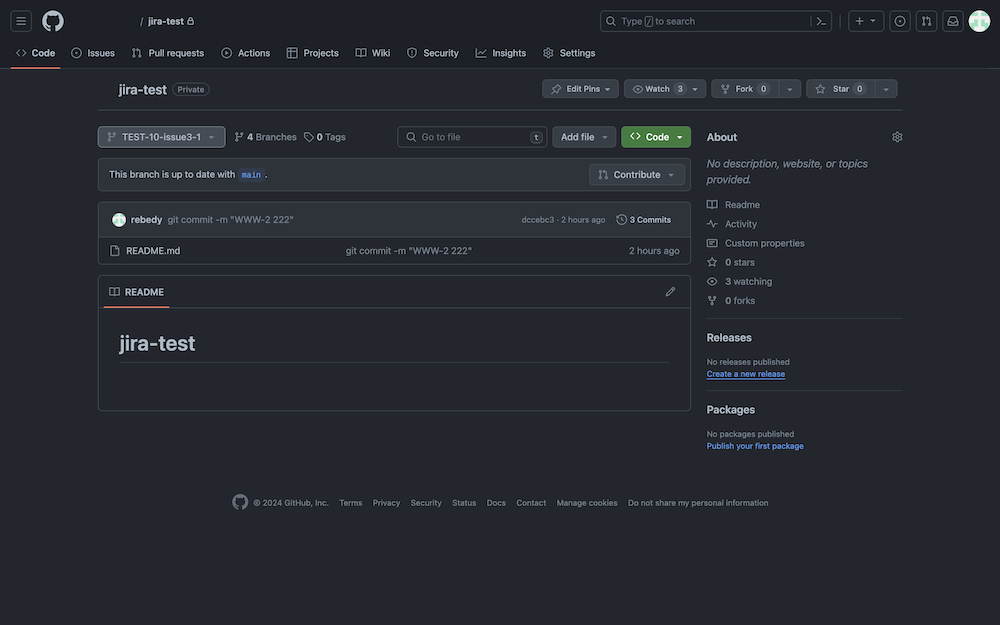 / jira-test
Type / to search
Code Issues Pull requests Actions Projects Wiki Security Insights Settings
jira-test Private
Edit Pins Watch 3 Fork 0 Star 0
TEST-10-issue3-1 4 Branches 0 Tags
Go to file t
Add file
Code
This branch is up to date with main .
Contribute
rebedy git commit -m "WWW-2 222"
dccebc3 · 2 hours ago 3 Commits
README.md git commit -m "WWW-2 222" 2 hours ago
README
jira-test
About
No description, website, or topics
provided.
Readme
Activity
Custom properties
0 stars
3 watching
0 forks
Releases
No releases published
Create a new release
Packages
No packages published
Publish your first package
© 2024 GitHub, Inc. Terms Privacy Security Status Docs Contact Manage cookies Do not share my personal information